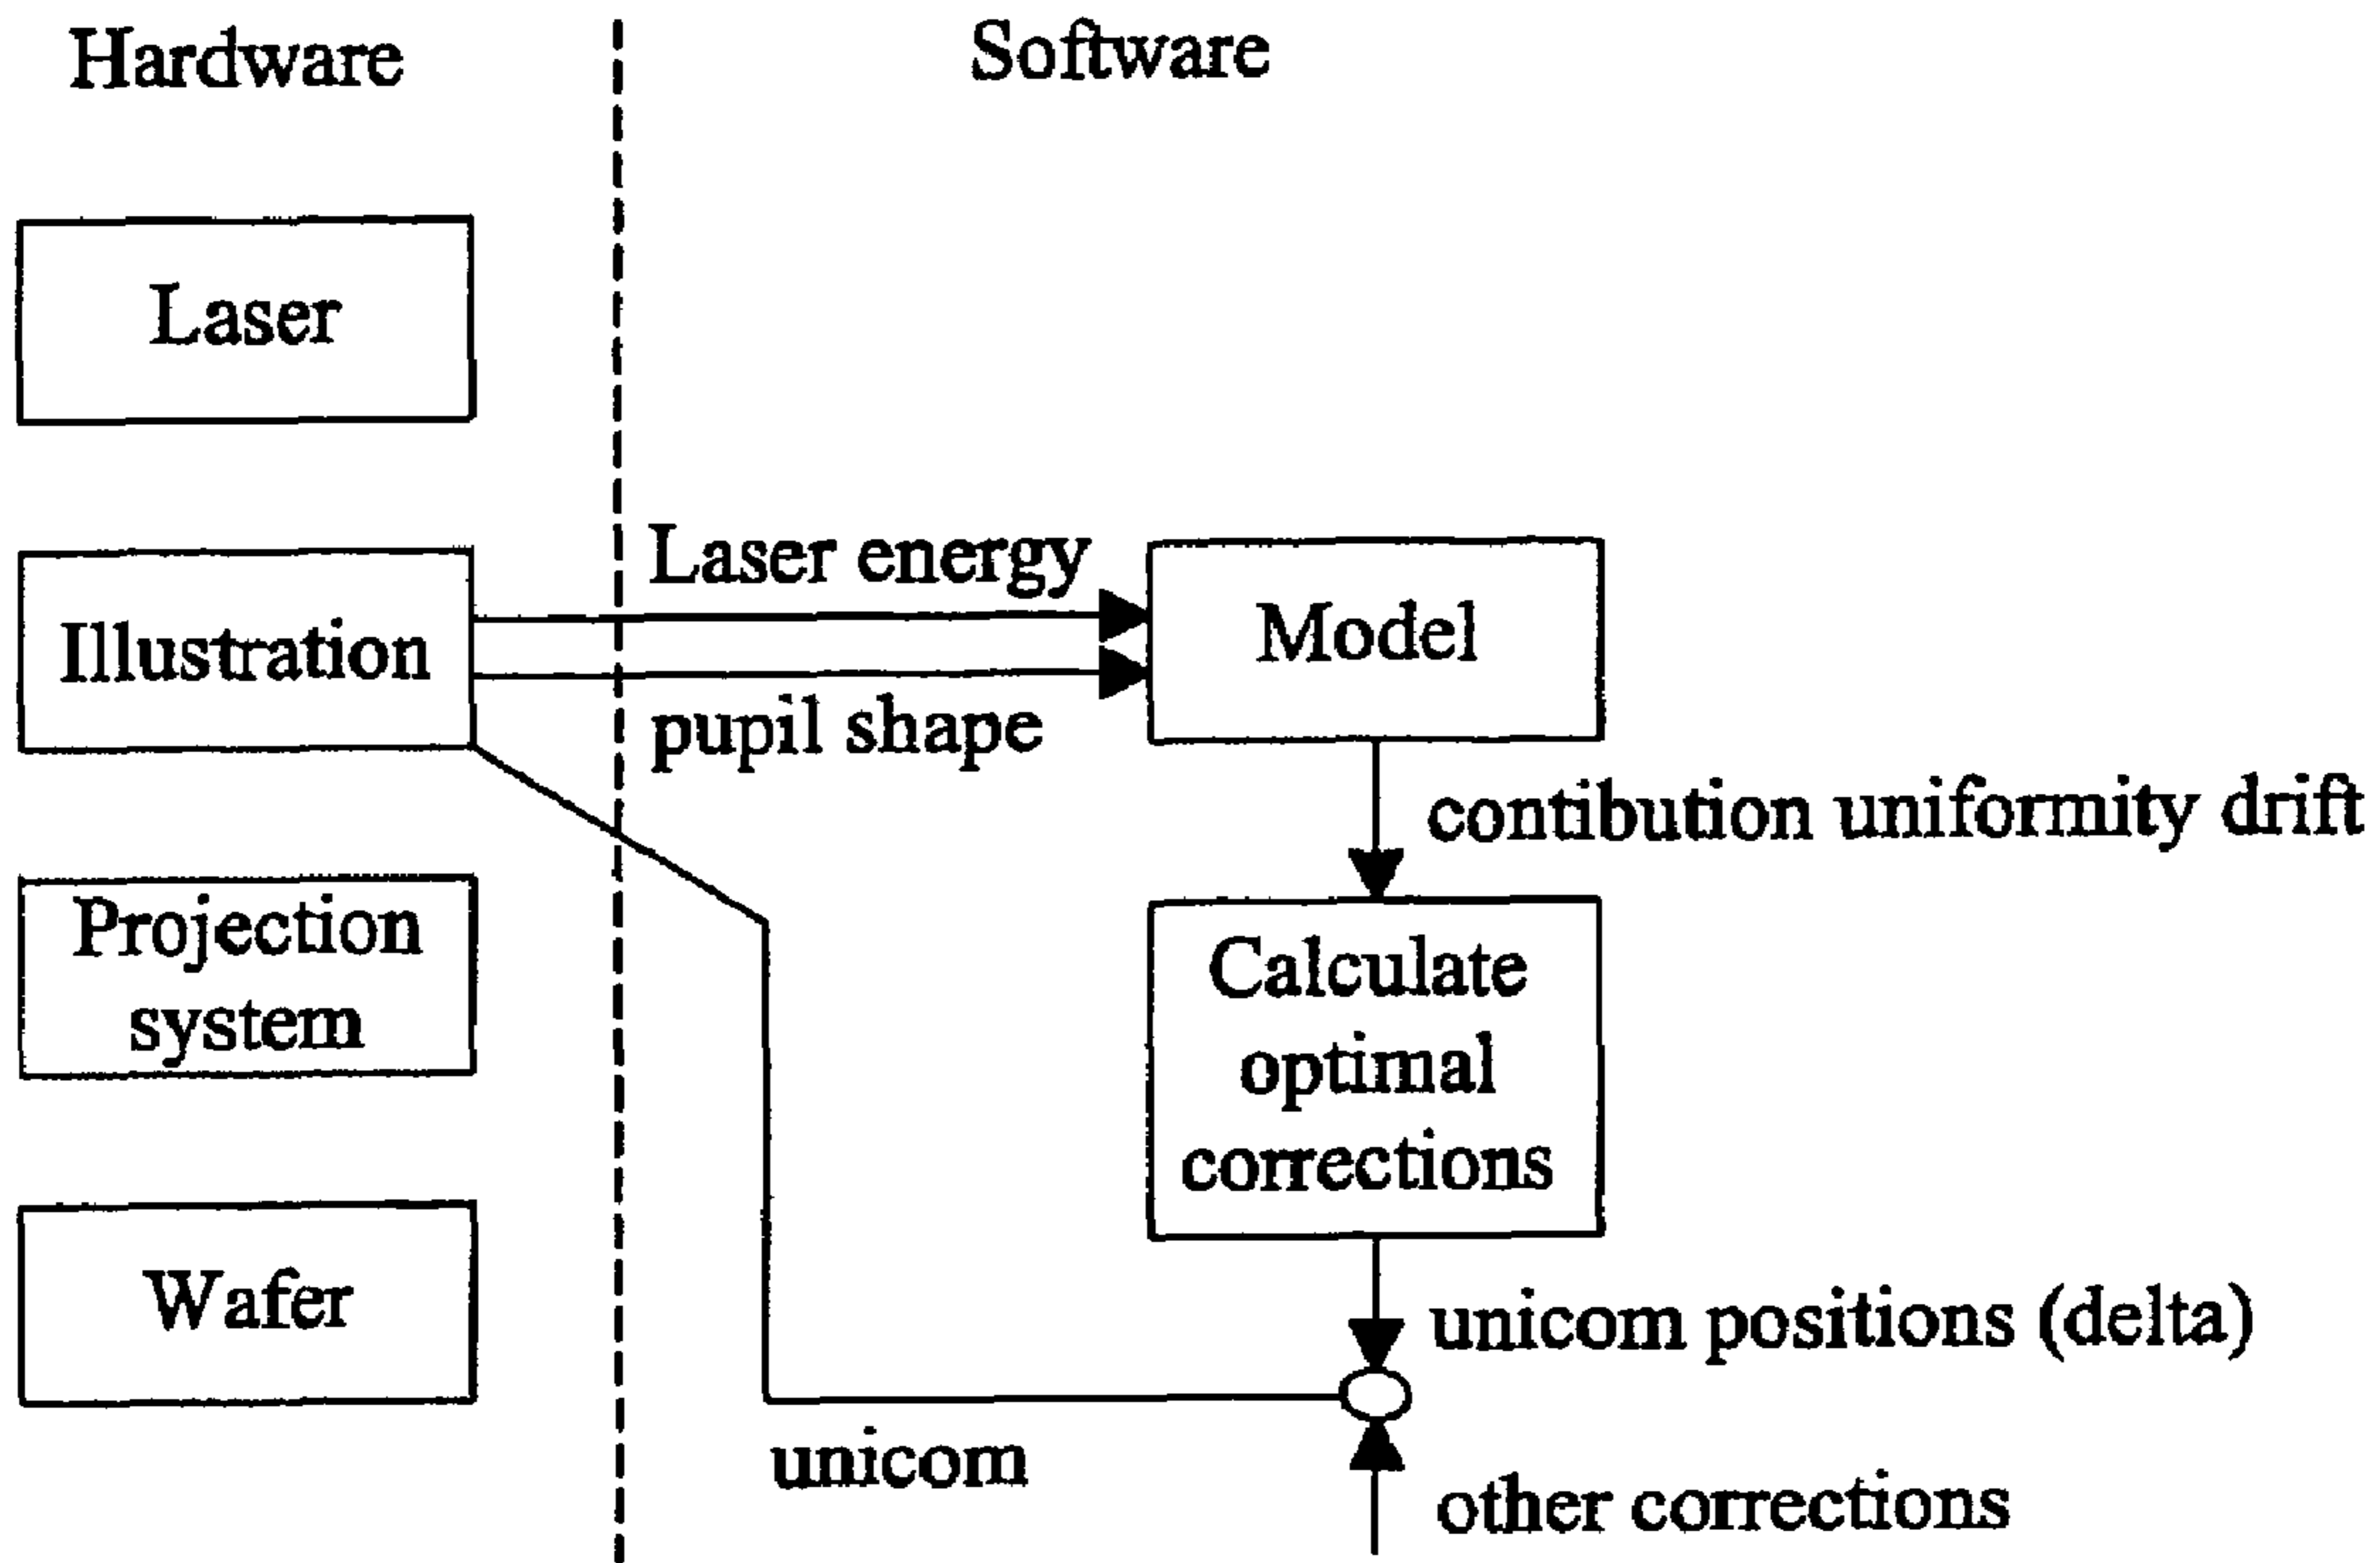 Hardware
Software
Laser
Illustration
Laser energy
pupil shape
Model
contibution uniformity drift
Projection
system
Calculate
optimal
corrections
Wafer
unicom positions (delta)
unicom
other corrections